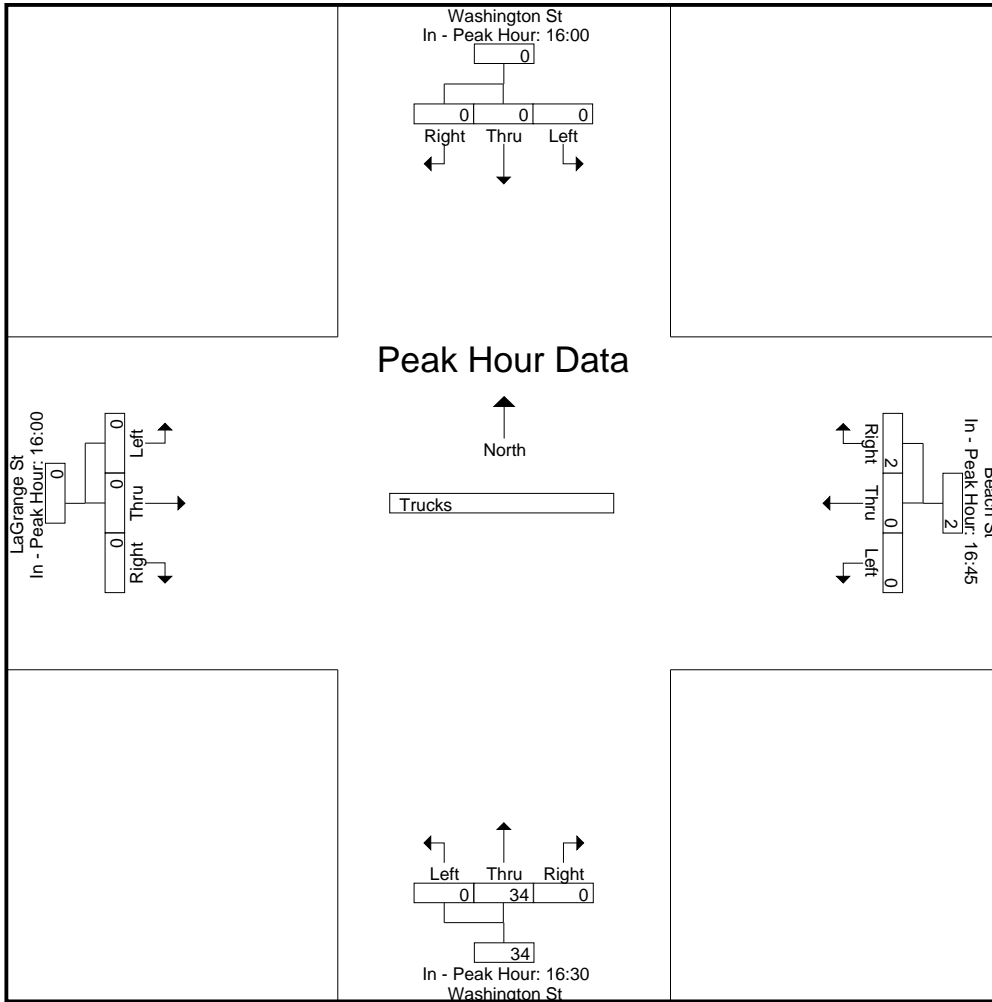 Washington St
In - Peak Hour: 16:00
0
0 0 0
Right Thru Left
Peak Hour Data
North
Trucks
LaGrange St
In - Peak Hour: 16:00
0
0 0 0
Left Thru Right
Beach St
In - Peak Hour: 16:45
2
2 0 0
Right Thru Left
Left Thru Right
0 34 0
34
In - Peak Hour: 16:30
Washington St